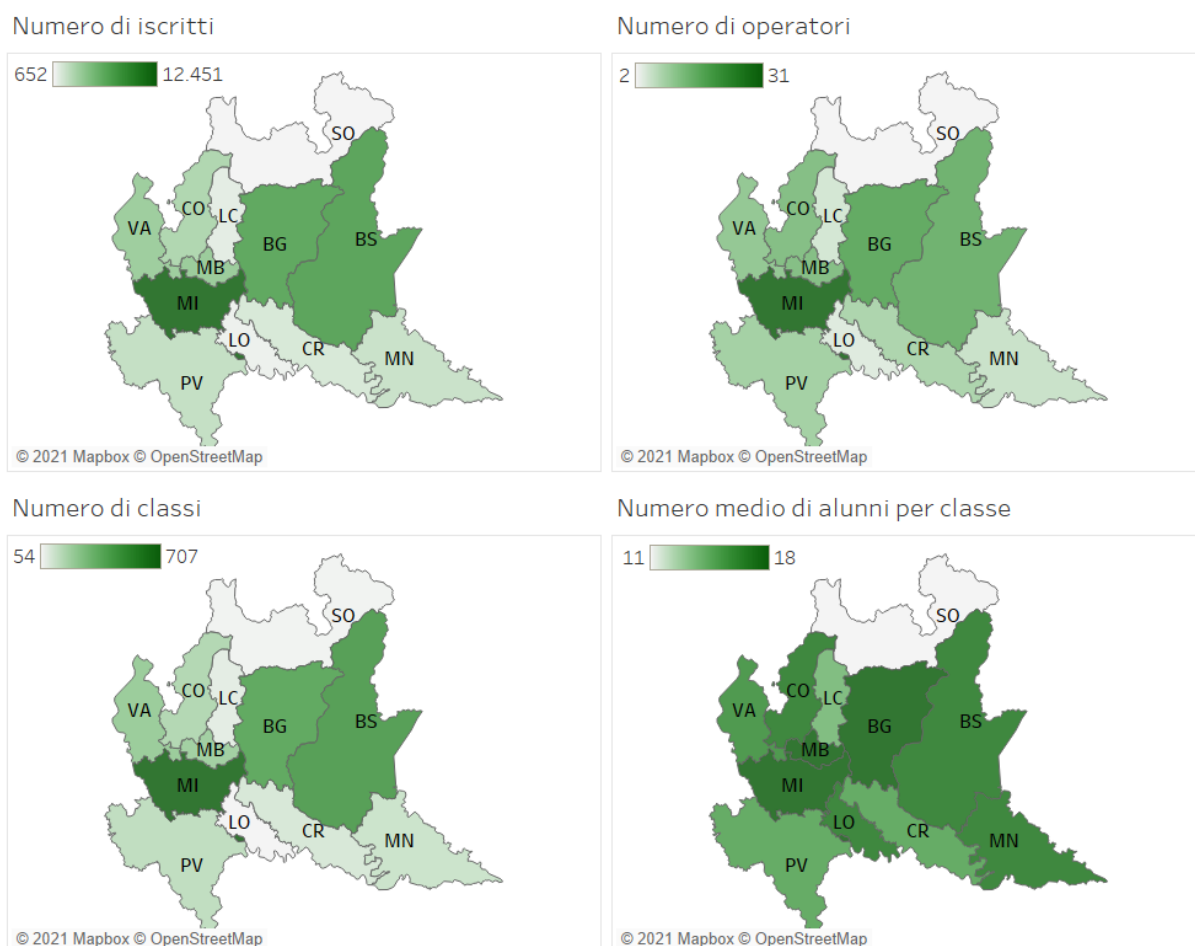 Numero di iscritti
652 12.451
SO
CO
LC
VA
BG
BS
MB
MI
LO
CR
MN
PV
© 2021 Mapbox © OpenStreetMap
Numero di operatori
2 31
SO
CO
LC
VA
BG
BS
MB
MI
LO
CR
MN
PV
© 2021 Mapbox © OpenStreetMap
Numero di classi
54 707
SO
CO
LC
VA
BG
BS
MB
MI
LO
CR
MN
PV
© 2021 Mapbox © OpenStreetMap
Numero medio di alunni per classe
11 18
SO
CO
LC
VA
BG
BS
MB
MI
LO
CR
MN
PV
© 2021 Mapbox © OpenStreetMap